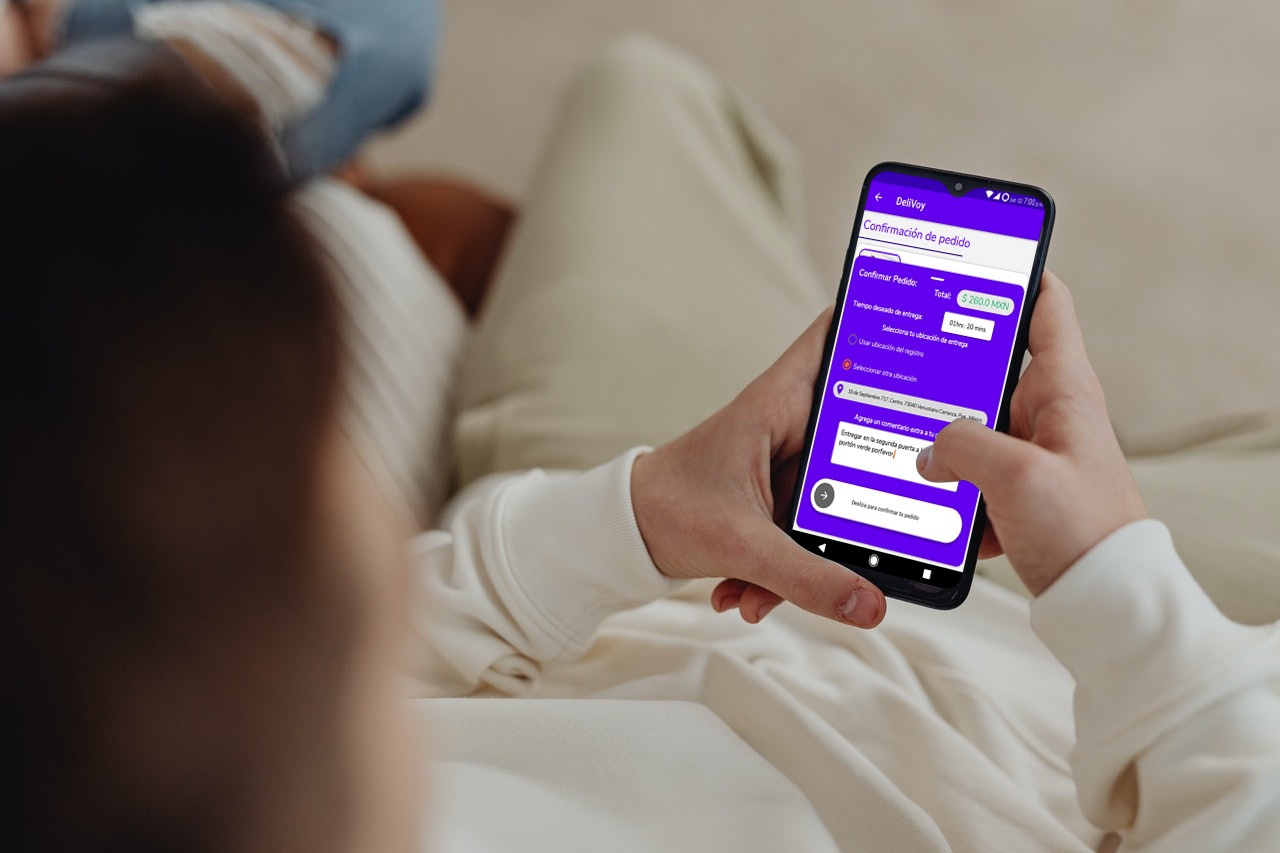 jue. 02 7:00 p.m.
DeliVoy
Confirmación de pedido
Confirmar Pedido:
Total: $ 260.0 MXN
Tiempo deseado de entrega: 01hrs : 20 mins
Selecciona tu ubicación de entrega
Usar ubicación del registro
Seleccionar otra ubicación
16 de Septiembre 717, Centro, 73040 Venustiano Carranza, Pue., México
Agrega un comentario extra a tu
Entregar en la segunda puerta a
portón verde porfavor
Desliza para confirmar tu pedido